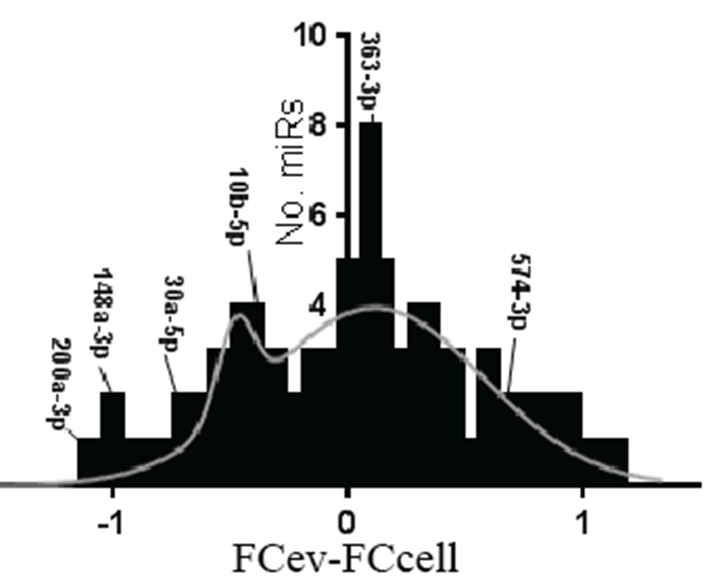 10
363-3p
No. miRs
8
10b-5p
6
574-3p
4
148a-3p
30a-5p
200a-3p
-1
0
1
FCev-FCcell